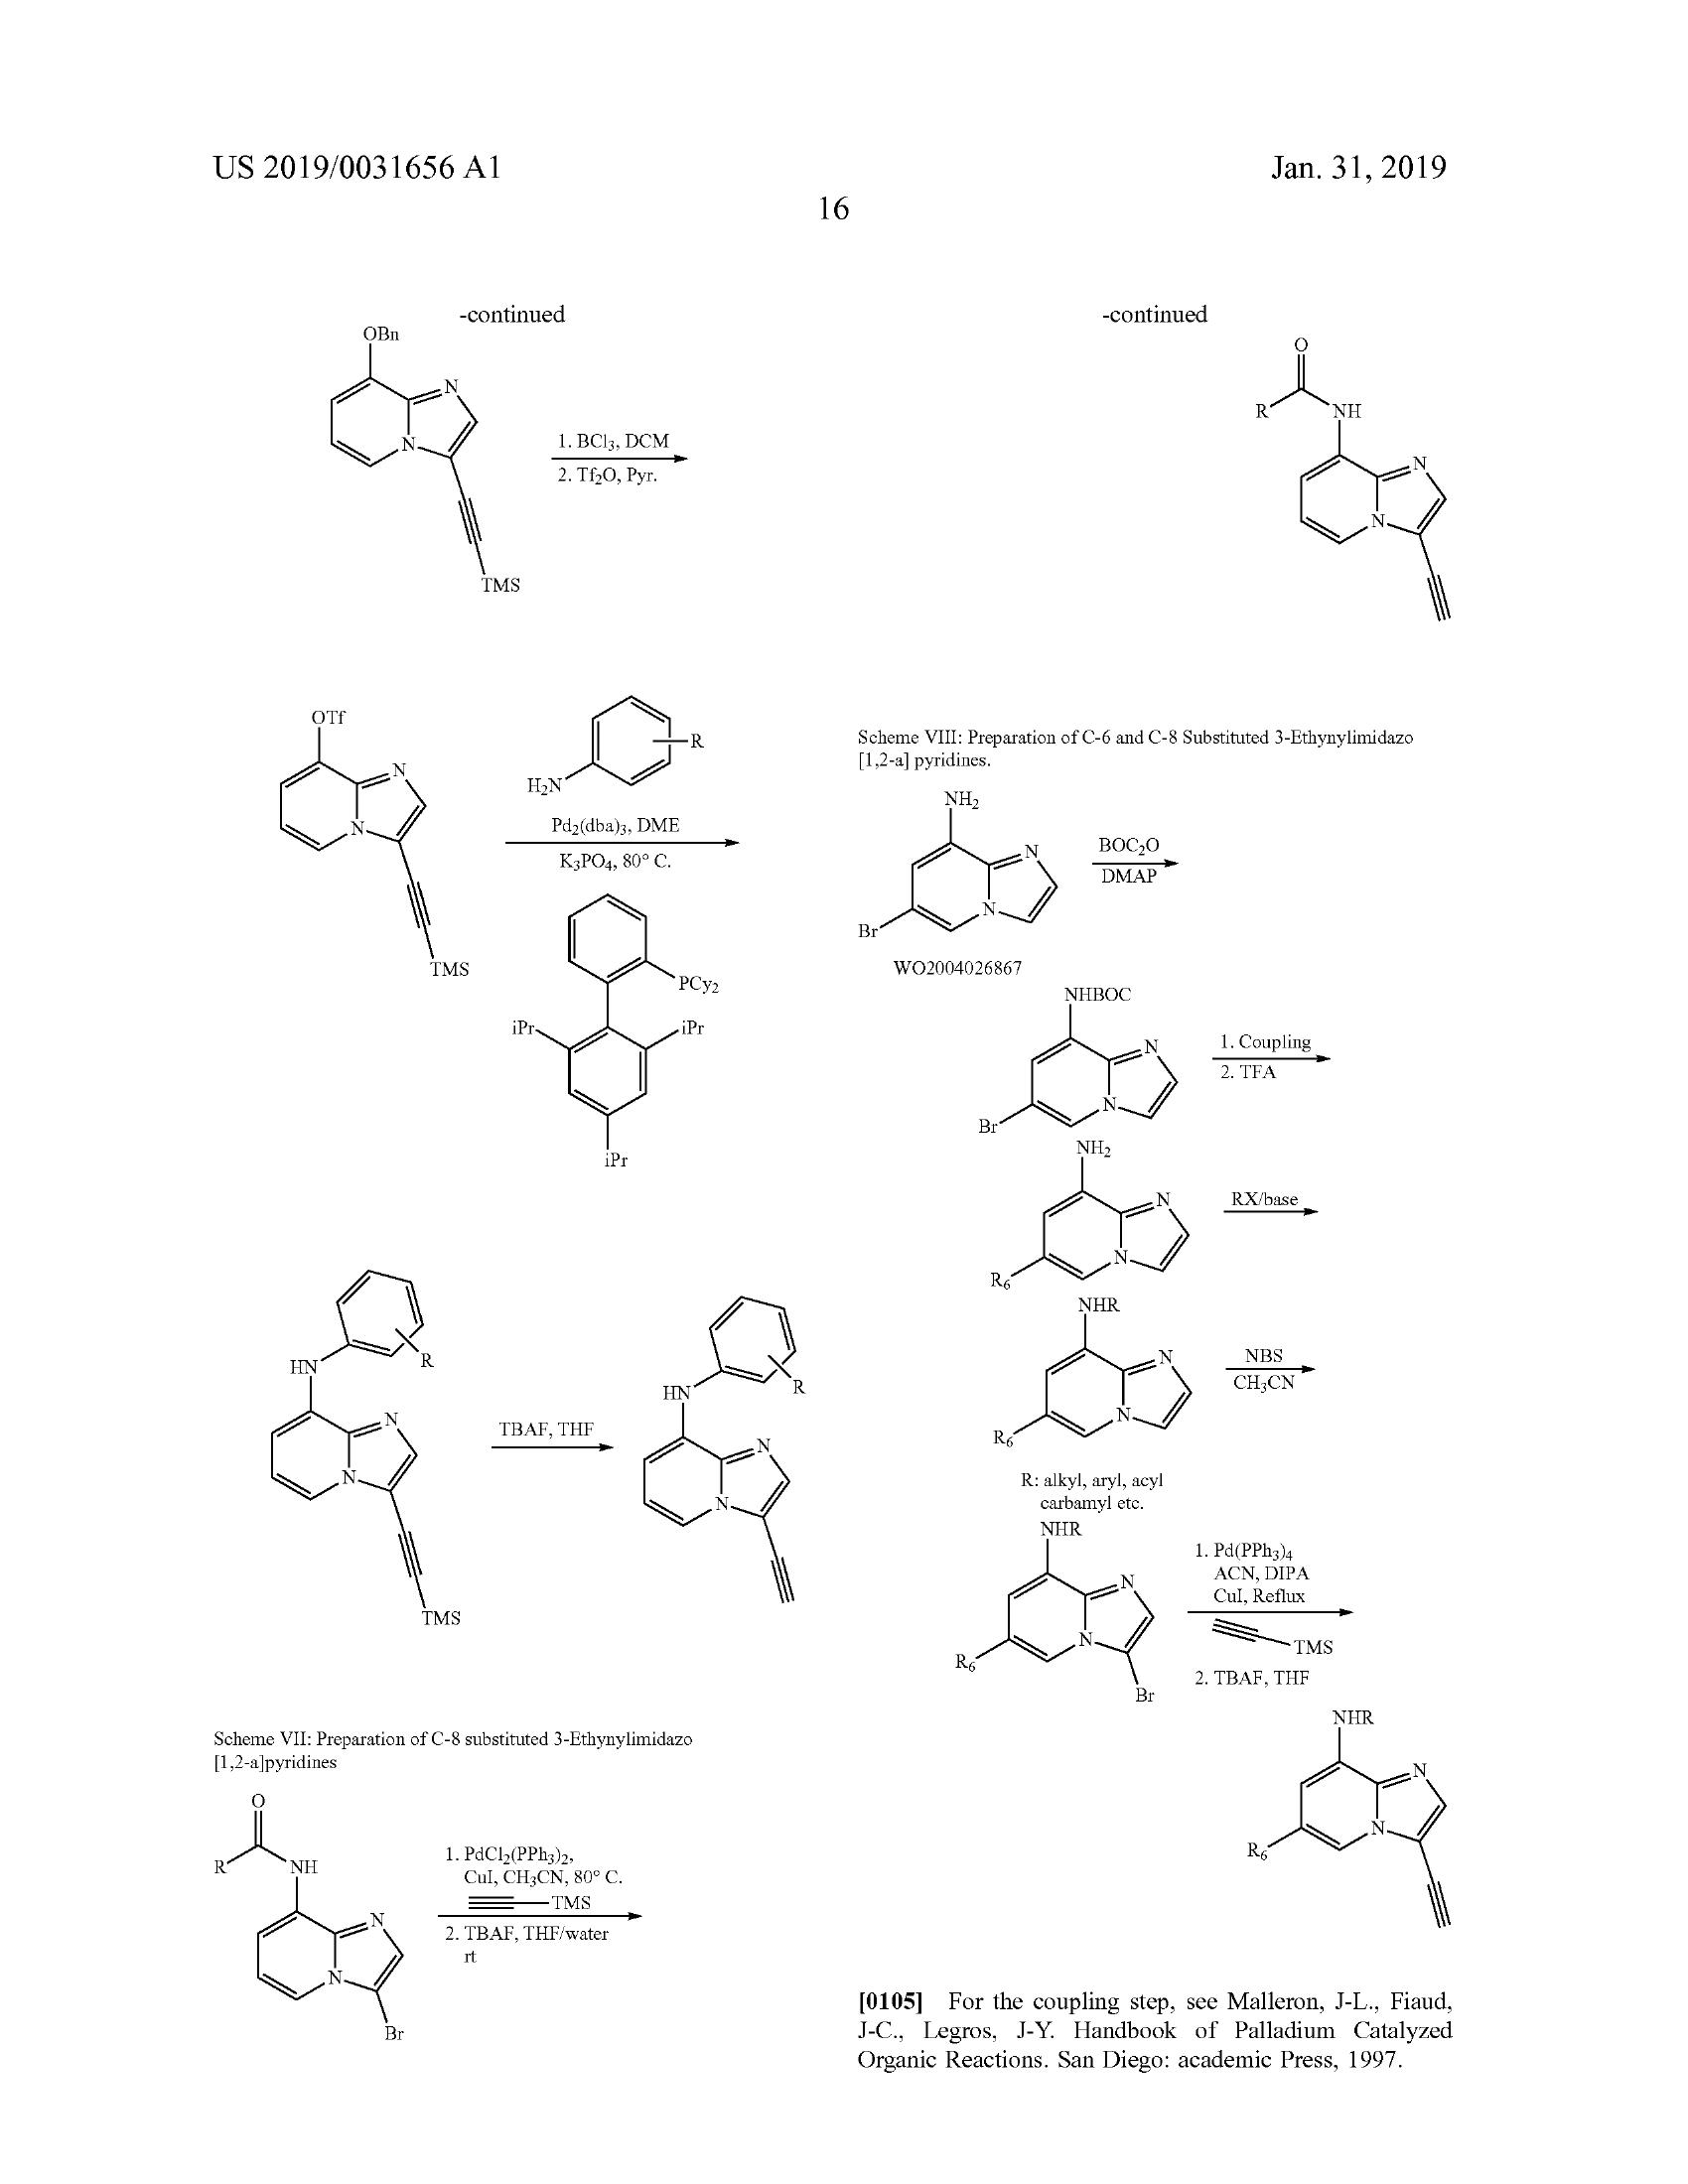 US 2019/0031656 A1
Jan. 31, 2019
16
-continued
OBn
N
N
1. BCl3, DCM
2. Tf2O, Pyr.
TMS
OTf
N
N
TMS
R
H2N
Pd2(dba)3, DME
K3PO4, 80° C.
PCy2
iPr
iPr
iPr
R
HN
N
N
TMS
TBAF, THF
R
HN
N
N
Scheme VII: Preparation of C-8 substituted 3-Ethynylimidazo
[1,2-a]pyridines
O
R
NH
N
N
Br
1. PdCl2(PPh3)2,
CuI, CH3CN, 80° C.
TMS
2. TBAF, THF/water
rt
-continued
O
R
NH
N
N
Scheme VIII: Preparation of C-6 and C-8 Substituted 3-Ethynylimidazo
[1,2-a] pyridines.
NH2
N
N
Br
BOC2O
DMAP
WO2004026867
NHBOC
N
N
Br
1. Coupling
2. TFA
NH2
N
N
R6
RX/base
NHR
N
N
R6
NBS
CH3CN
R: alkyl, aryl, acyl
carbamyl etc.
NHR
N
N
R6
Br
1. Pd(PPh3)4
ACN, DIPA
CuI, Reflux
TMS
2. TBAF, THF
NHR
N
N
R6
[0105] For the coupling step, see Malleron, J-L., Fiaud,
J-C., Legros, J-Y. Handbook of Palladium Catalyzed
Organic Reactions. San Diego: academic Press, 1997.